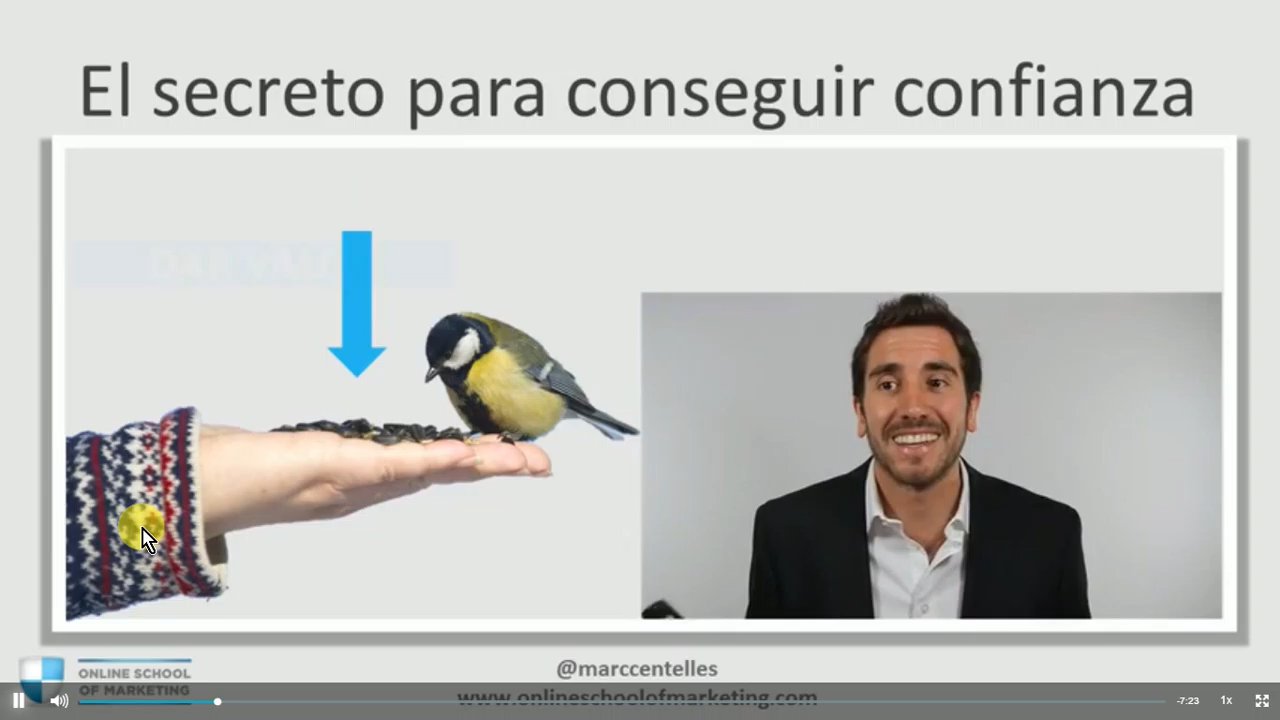 El secreto para conseguir confianza
ONLINE SCHOOL
OF MARKETING
@marccentelles
www.onlineschoolofmarketing.com
-7:23
1x